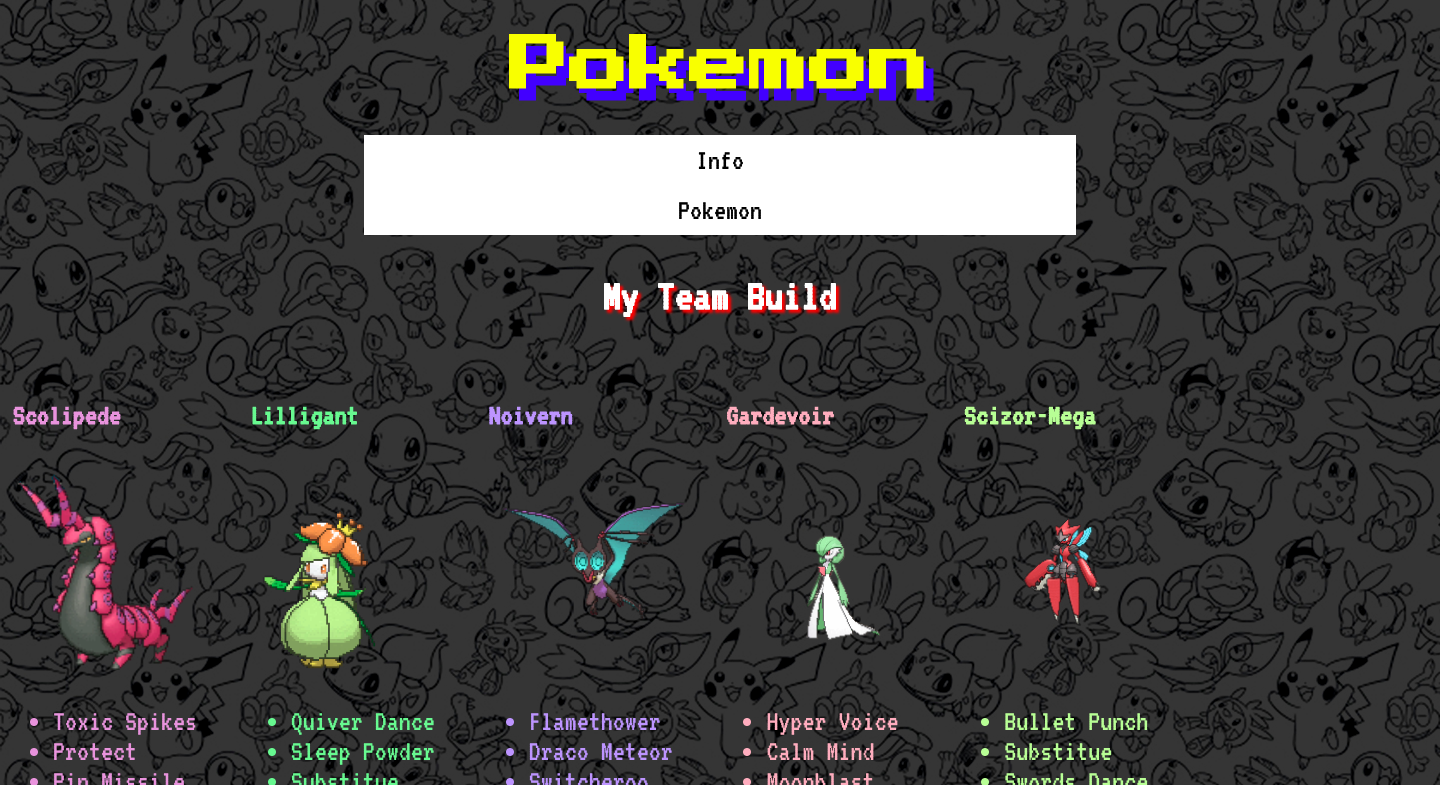 Pokemon
Info
Pokemon
My Team Build
Scolipede Lilligant Noivern Gardevoir Scizor-Mega
• Toxic Spikes • Quiver Dance • Flamethower • Hyper Voice • Bullet Punch
• Protect • Sleep Powder • Draco Meteor • Calm Mind • Substitue
• Pin Missile • Substitue • Switcheroo • Moonblast • Swords Dance